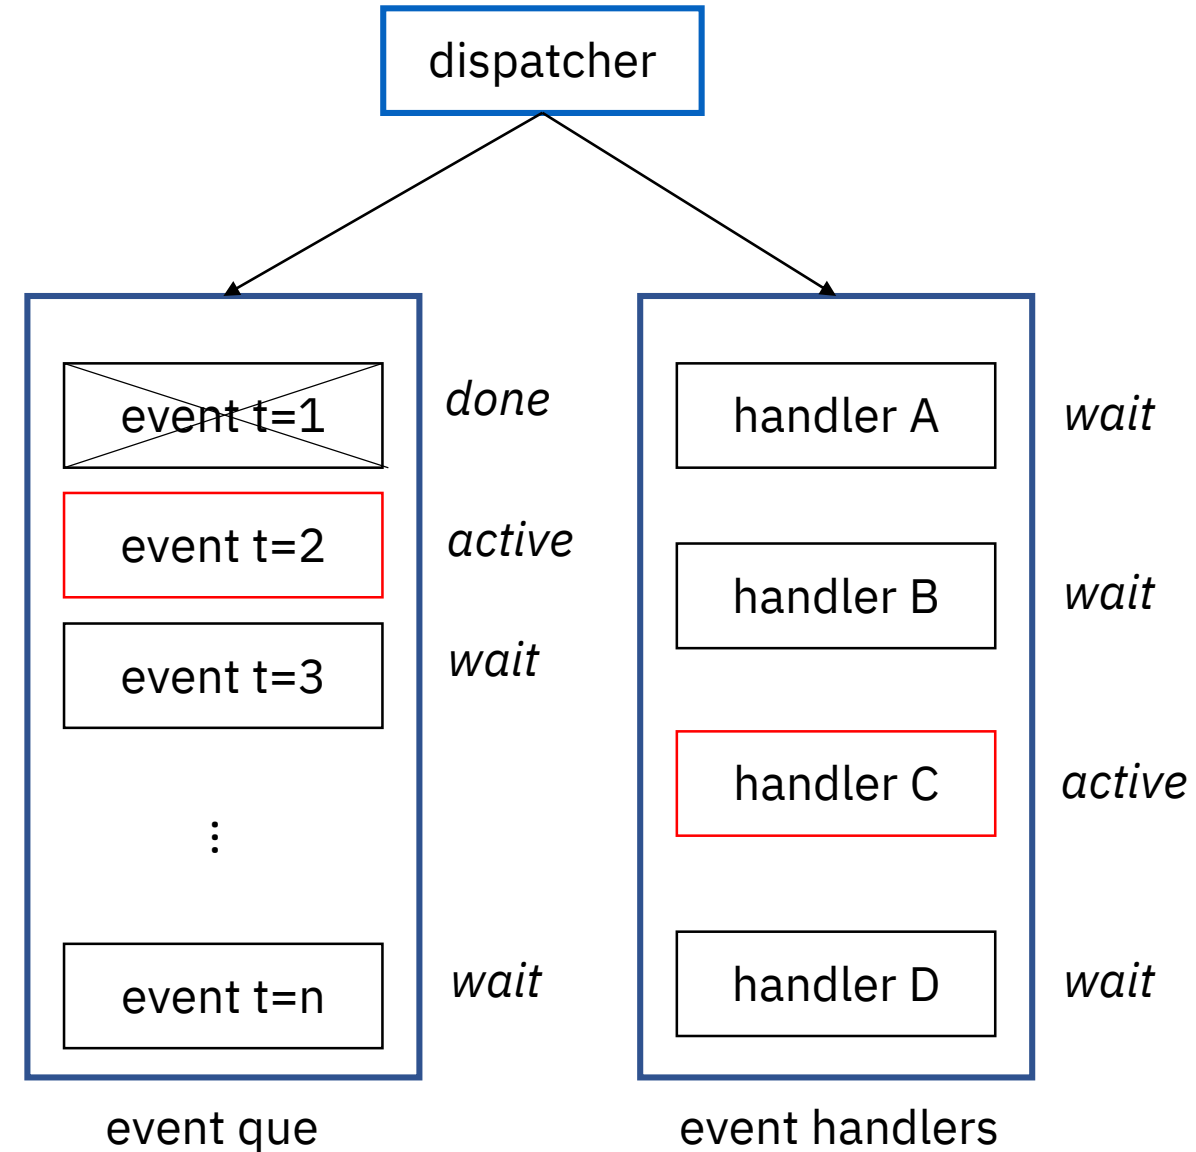 dispatcher
event t=1
done
event t=2
active
event t=3
wait
⋮
event t=n
wait
event que
handler A
wait
handler B
wait
handler C
active
handler D
wait
event handlers